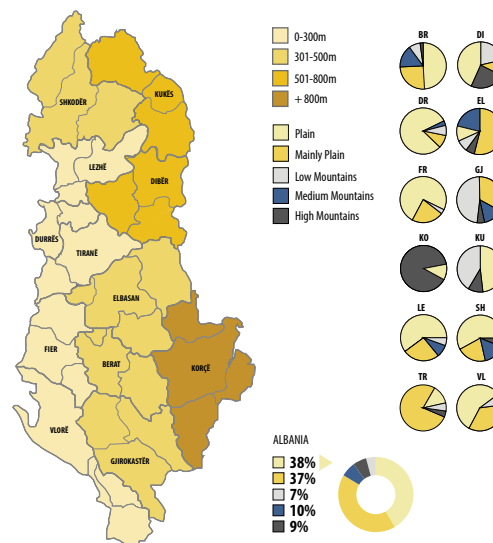 0-300m
301-500m
501-800m
+ 800m
Plain
Mainly Plain
Low Mountains
Medium Mountains
High Mountains
SHKODËR
KUKËS
LEZHË
DIBËR
DURRËS
TIRANË
ELBASAN
FIER
BERAT
KORÇË
VLORË
GJIROKASTËR
BR
DI
DR
EL
FR
GJ
KO
KU
LE
SH
TR
VL
ALBANIA
38%
37%
7%
10%
9%